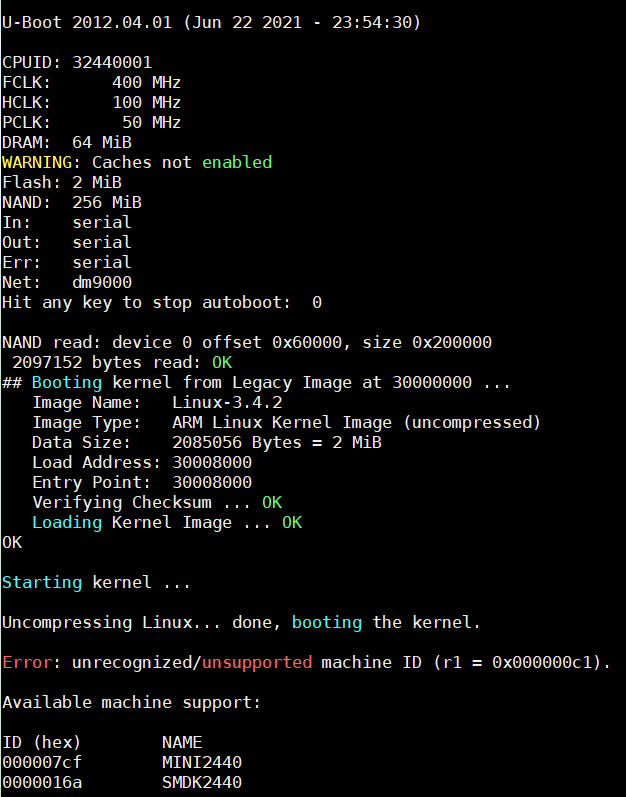 U-Boot 2012.04.01 (Jun 22 2021 - 23:54:30)
CPUID: 32440001
FCLK:      400 MHz
HCLK:      100 MHz
PCLK:       50 MHz
DRAM:  64 MiB
WARNING: Caches not enabled
Flash: 2 MiB
NAND:  256 MiB
In:    serial
Out:   serial
Err:   serial
Net:   dm9000
Hit any key to stop autoboot:  0
NAND read: device 0 offset 0x60000, size 0x200000
 2097152 bytes read: OK
## Booting kernel from Legacy Image at 30000000 ...
   Image Name:   Linux-3.4.2
   Image Type:   ARM Linux Kernel Image (uncompressed)
   Data Size:    2085056 Bytes = 2 MiB
   Load Address: 30008000
   Entry Point:  30008000
   Verifying Checksum ... OK
   Loading Kernel Image ... OK
OK
Starting kernel ...
Uncompressing Linux... done, booting the kernel.
Error: unrecognized/unsupported machine ID (r1 = 0x000000c1).
Available machine support:
ID (hex)        NAME
000007cf        MINI2440
0000016a        SMDK2440